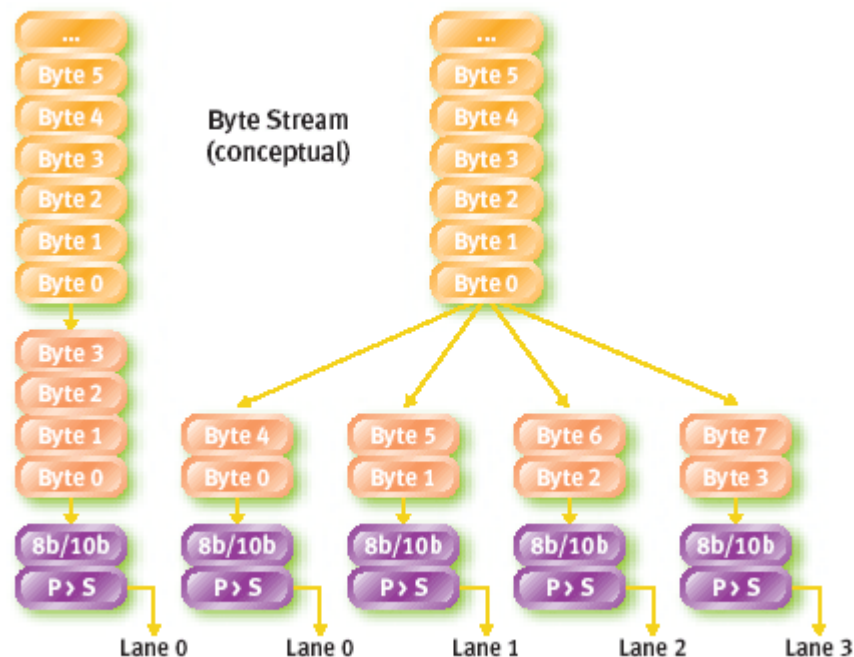 ...
Byte 5
Byte 4
Byte 3
Byte 2
Byte 1
Byte 0
Byte 3
Byte 2
Byte 1
Byte 0
8b/10b
P > S
Lane 0
Byte Stream
(conceptual)
...
Byte 5
Byte 4
Byte 3
Byte 2
Byte 1
Byte 0
Byte 4
Byte 0
8b/10b
P > S
Lane 0
Byte 5
Byte 1
8b/10b
P > S
Lane 1
Byte 6
Byte 2
8b/10b
P > S
Lane 2
Byte 7
Byte 3
8b/10b
P > S
Lane 3